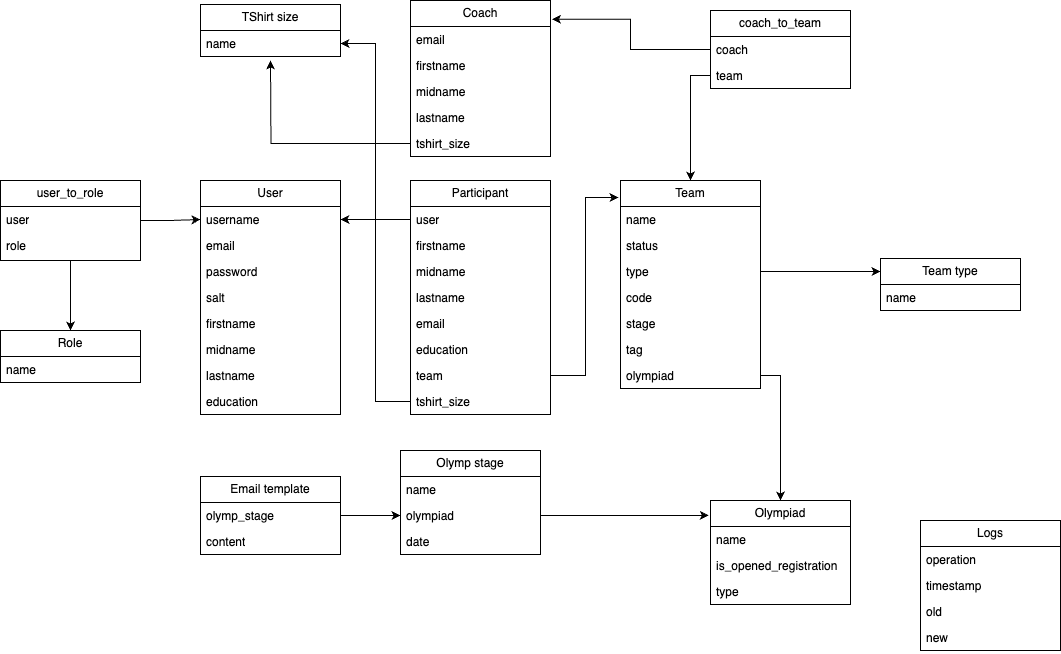 TShirt size
name
Coach
email
firstname
midname
lastname
tshirt_size
coach_to_team
coach
team
user_to_role
user
role
User
username
email
password
salt
firstname
midname
lastname
education
Participant
user
firstname
midname
lastname
email
education
team
tshirt_size
Team
name
status
type
code
stage
tag
olympiad
Team type
name
Role
name
Email template
olymp_stage
content
Olymp stage
name
olympiad
date
Olympiad
name
is_opened_registration
type
Logs
operation
timestamp
old
new